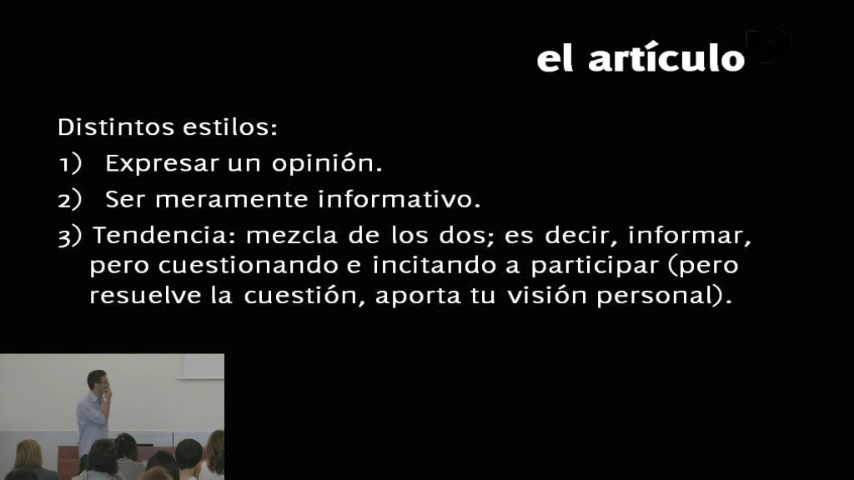 el artículo
Distintos estilos:
1) Expresar un opinión.
2) Ser meramente informativo.
3) Tendencia: mezcla de los dos; es decir, informar,
pero cuestionando e incitando a participar (pero
resuelve la cuestión, aporta tu visión personal).